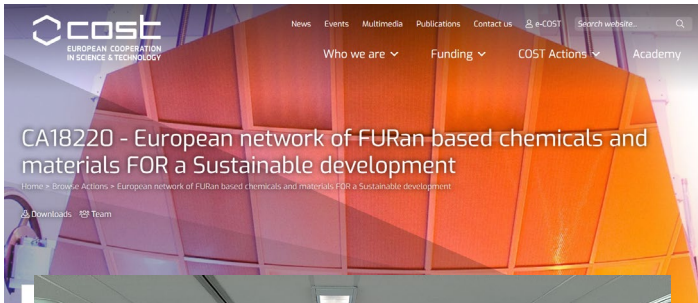 cost
EUROPEAN COOPERATION
IN SCIENCE & TECHNOLOGY
News Events Multimedia Publications Contact us e-COST Search website...
Who we are Funding COST Actions Academy
CA18220 - European network of FURan based chemicals and
materials FOR a Sustainable development
Home > Browse Actions > European network of FURan based chemicals and materials FOR a Sustainable development
Downloads Team